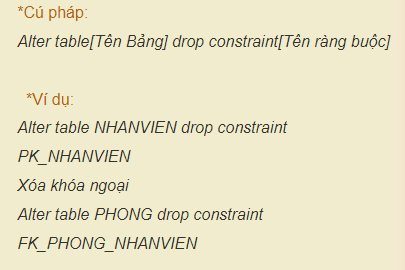 *Cú pháp:
Alter table[Tên Bảng] drop constraint[Tên ràng buộc]
*Ví dụ:
Alter table NHANVIEN drop constraint
PK_NHANVIEN
Xóa khóa ngoại
Alter table PHONG drop constraint
FK_PHONG_NHANVIEN